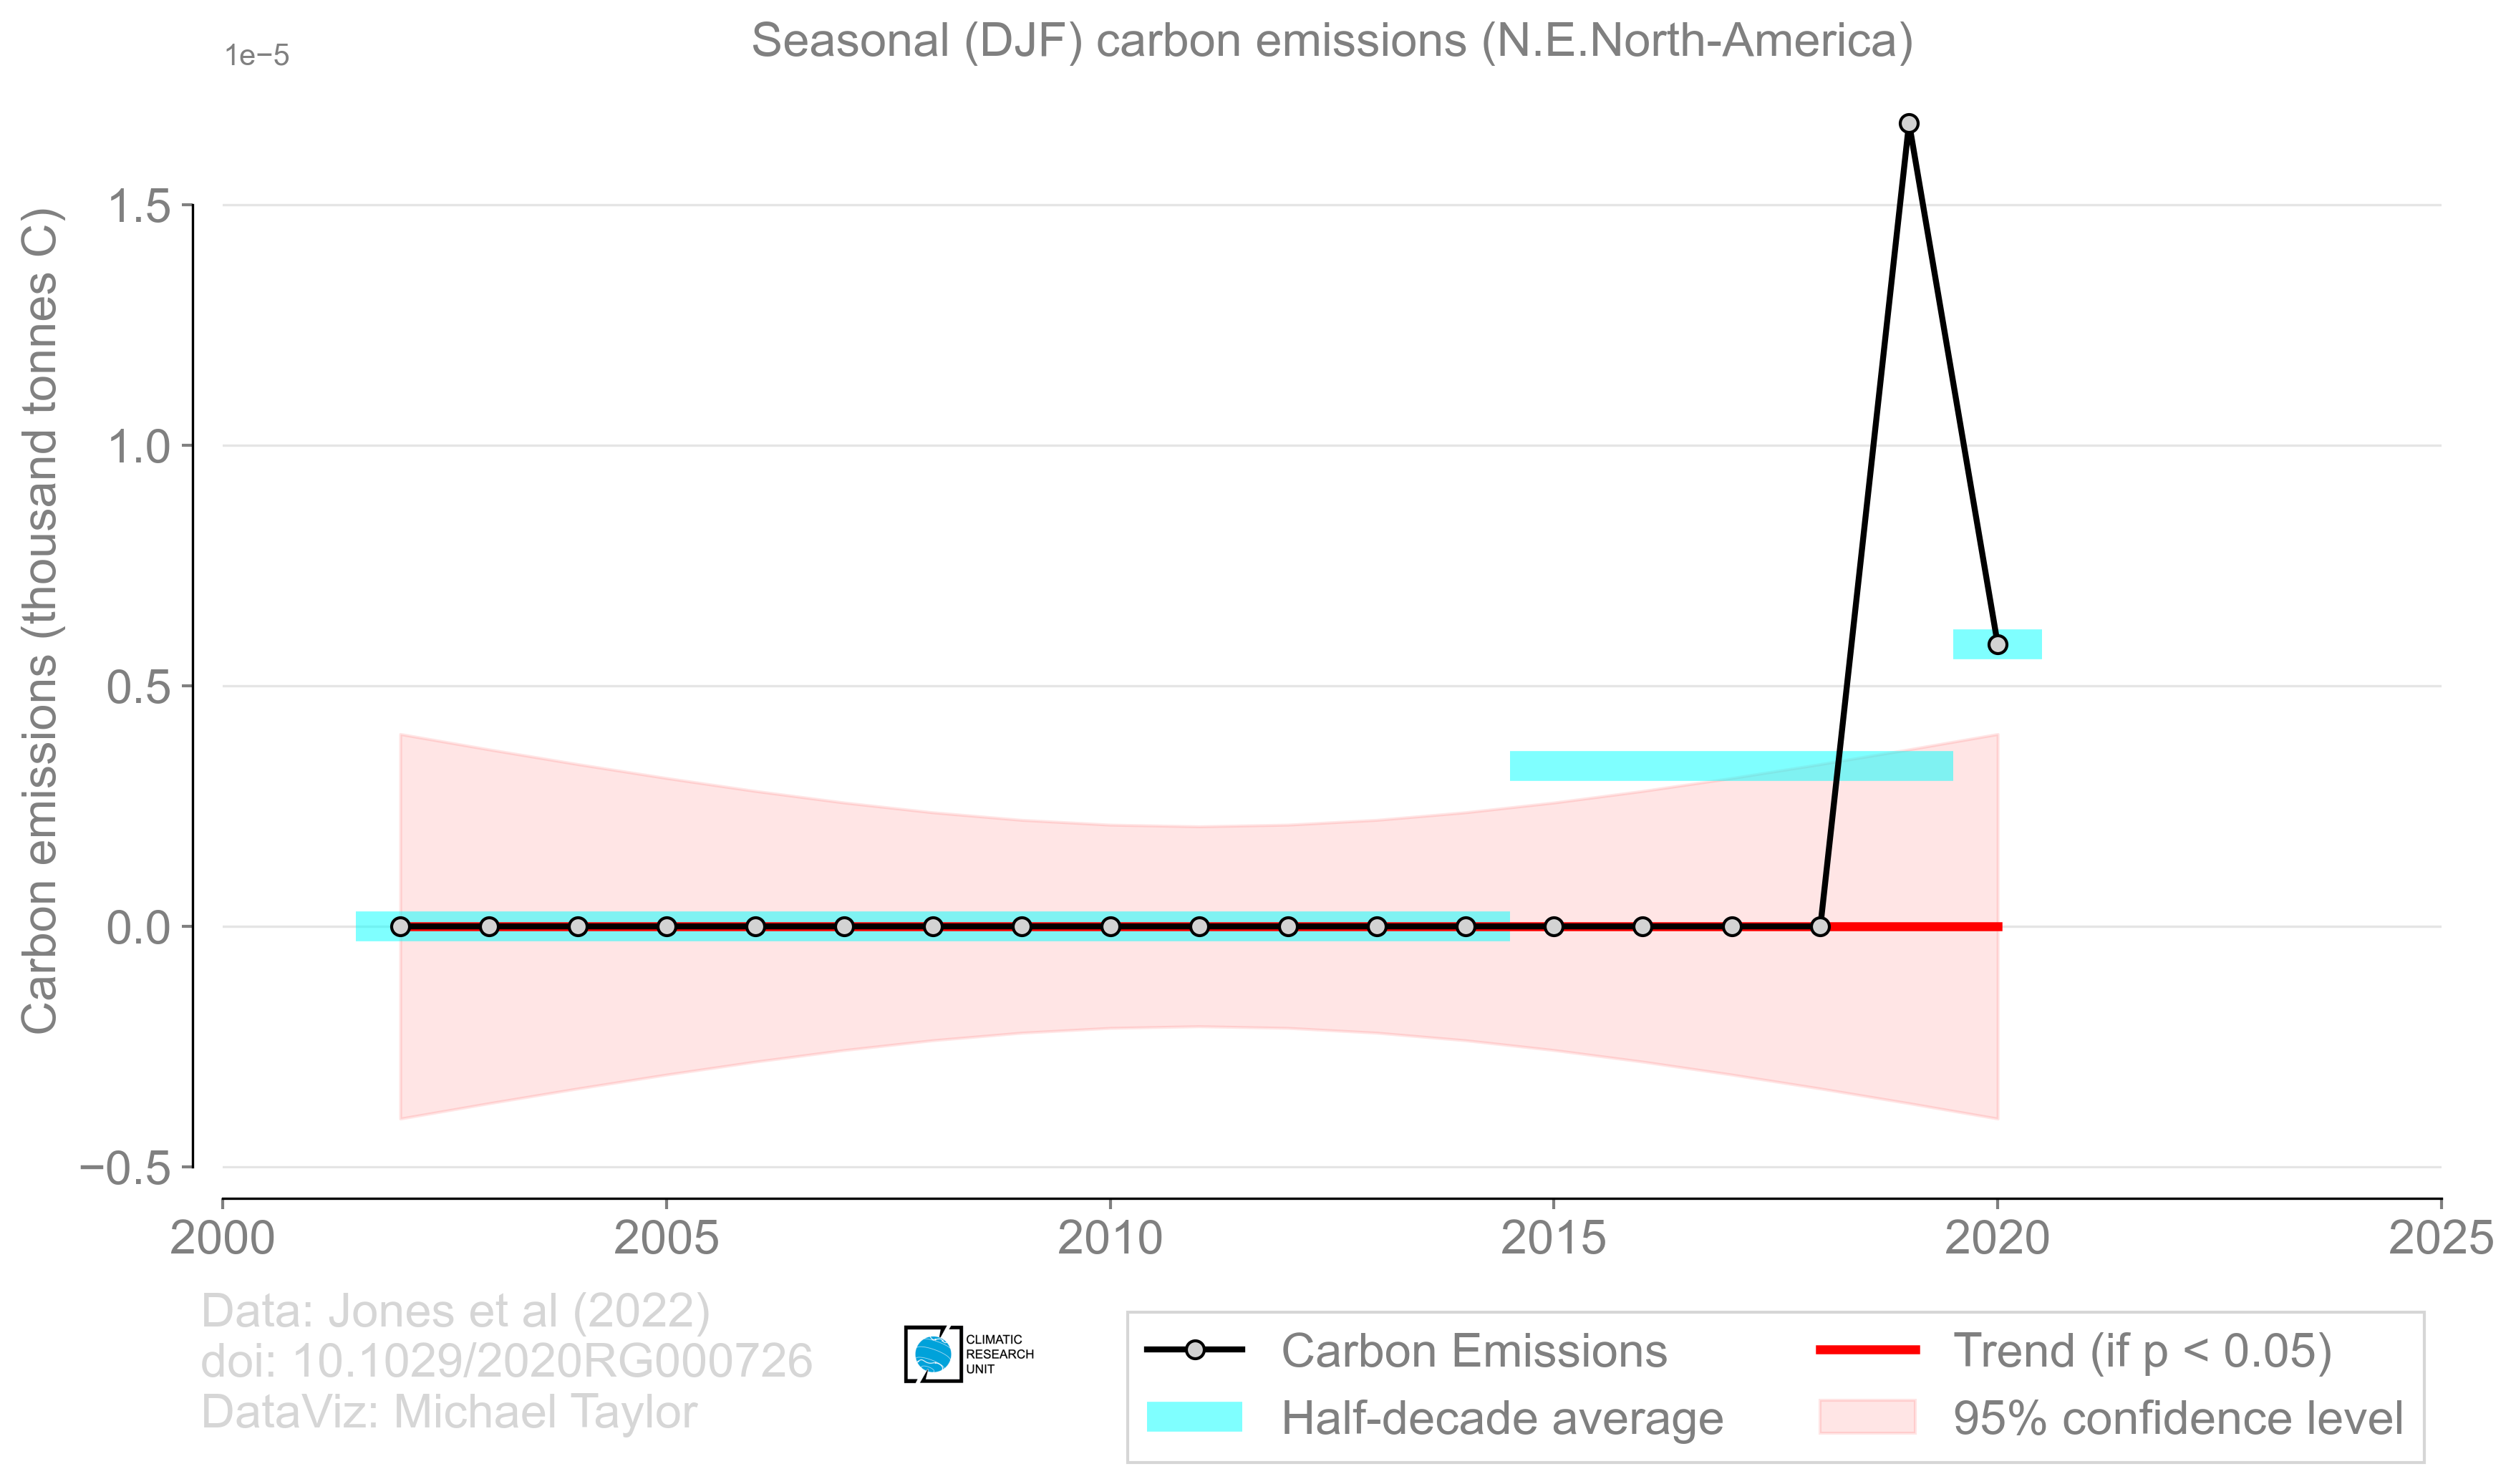 Seasonal (DJF) carbon emissions (N.E.North-America)
1e−5
Carbon emissions (thousand tonnes C)
1.5
1.0
0.5
0.0
−0.5
2000 2005 2010 2015 2020 2025
Data: Jones et al (2022)
doi: 10.1029/2020RG000726
DataViz: Michael Taylor
CLIMATIC
RESEARCH
UNIT
Carbon Emissions
Half-decade average
Trend (if p < 0.05)
95% confidence level